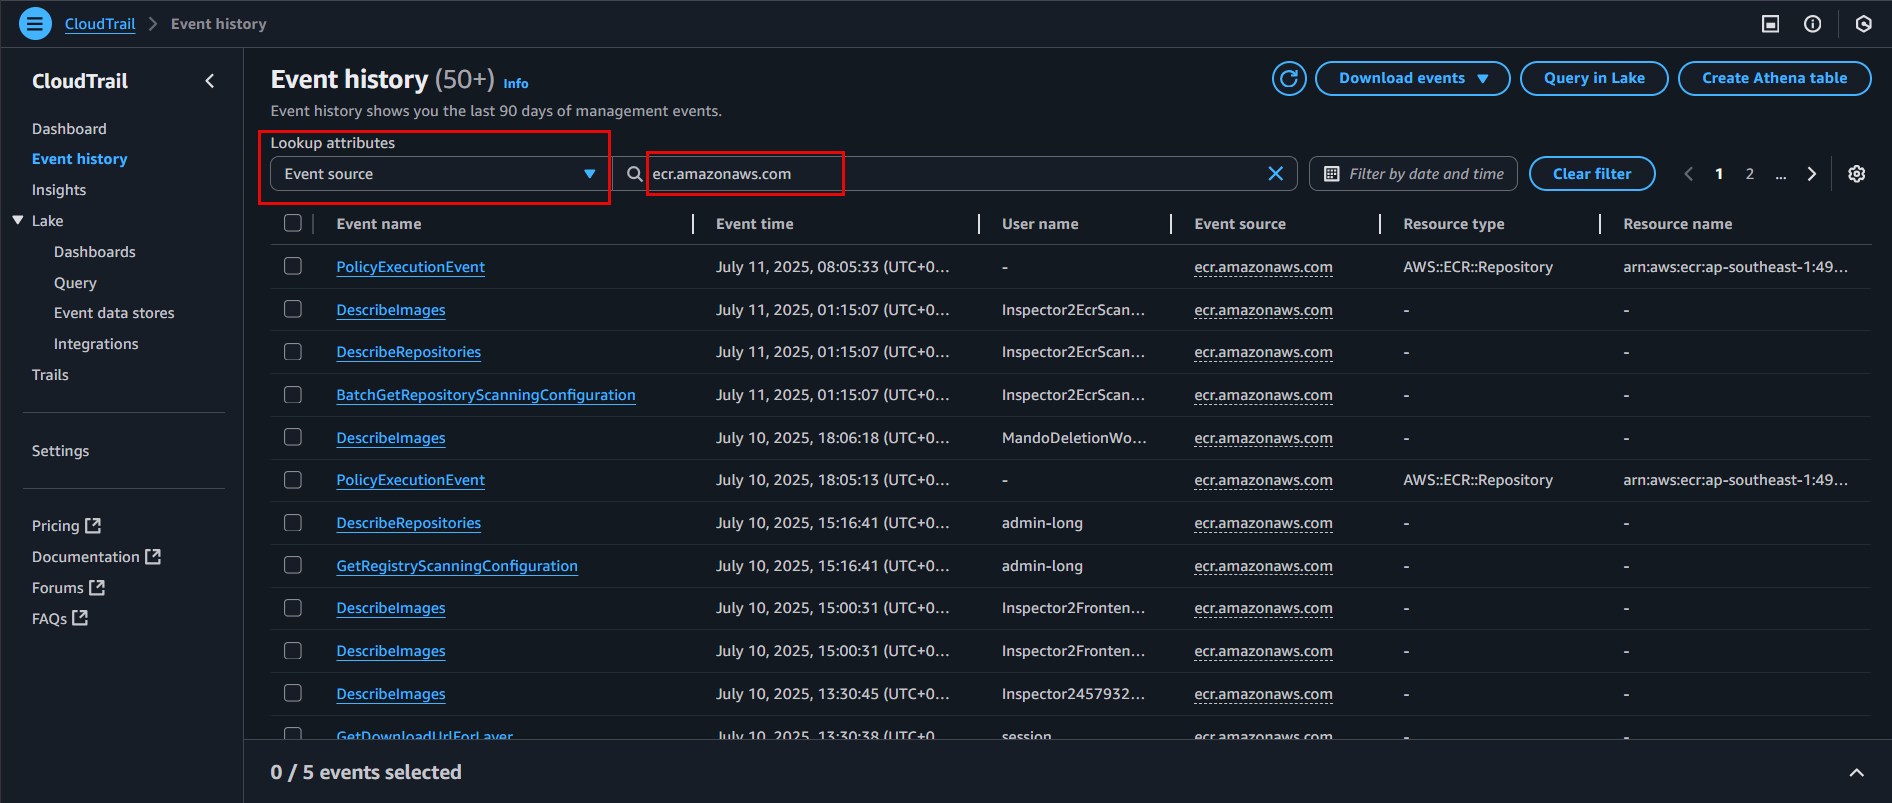 CloudTrail > Event history
CloudTrail
Dashboard
Event history
Insights
Lake
Dashboards
Query
Event data stores
Integrations
Trails
Settings
Pricing
Documentation
Forums
FAQs
Event history (50+) Info
Event history shows you the last 90 days of management events.
Download events
Query in Lake
Create Athena table
Lookup attributes
Event source
ecr.amazonaws.com
Filter by date and time
Clear filter
1 2 ...
Event name Event time User name Event source Resource type Resource name
PolicyExecutionEvent July 11, 2025, 08:05:33 (UTC+0... - ecr.amazonaws.com AWS::ECR::Repository arn:aws:ecr:ap-southeast-1:49...
DescribeImages July 11, 2025, 01:15:07 (UTC+0... Inspector2EcrScan... ecr.amazonaws.com - -
DescribeRepositories July 11, 2025, 01:15:07 (UTC+0... Inspector2EcrScan... ecr.amazonaws.com - -
BatchGetRepositoryScanningConfiguration July 11, 2025, 01:15:07 (UTC+0... Inspector2EcrScan... ecr.amazonaws.com - -
DescribeImages July 10, 2025, 18:06:18 (UTC+0... MandoDeletionWo... ecr.amazonaws.com - -
PolicyExecutionEvent July 10, 2025, 18:05:13 (UTC+0... - ecr.amazonaws.com AWS::ECR::Repository arn:aws:ecr:ap-southeast-1:49...
DescribeRepositories July 10, 2025, 15:16:41 (UTC+0... admin-long ecr.amazonaws.com - -
GetRegistryScanningConfiguration July 10, 2025, 15:16:41 (UTC+0... admin-long ecr.amazonaws.com - -
DescribeImages July 10, 2025, 15:00:31 (UTC+0... Inspector2Fronten... ecr.amazonaws.com - -
DescribeImages July 10, 2025, 15:00:31 (UTC+0... Inspector2Fronten... ecr.amazonaws.com - -
DescribeImages July 10, 2025, 13:30:45 (UTC+0... Inspector2457932... ecr.amazonaws.com - -
GetDownloadUrlForLayer July 10, 2025, 13:30:38 (UTC+0 session ecr.amazonaws.com - -
0 / 5 events selected